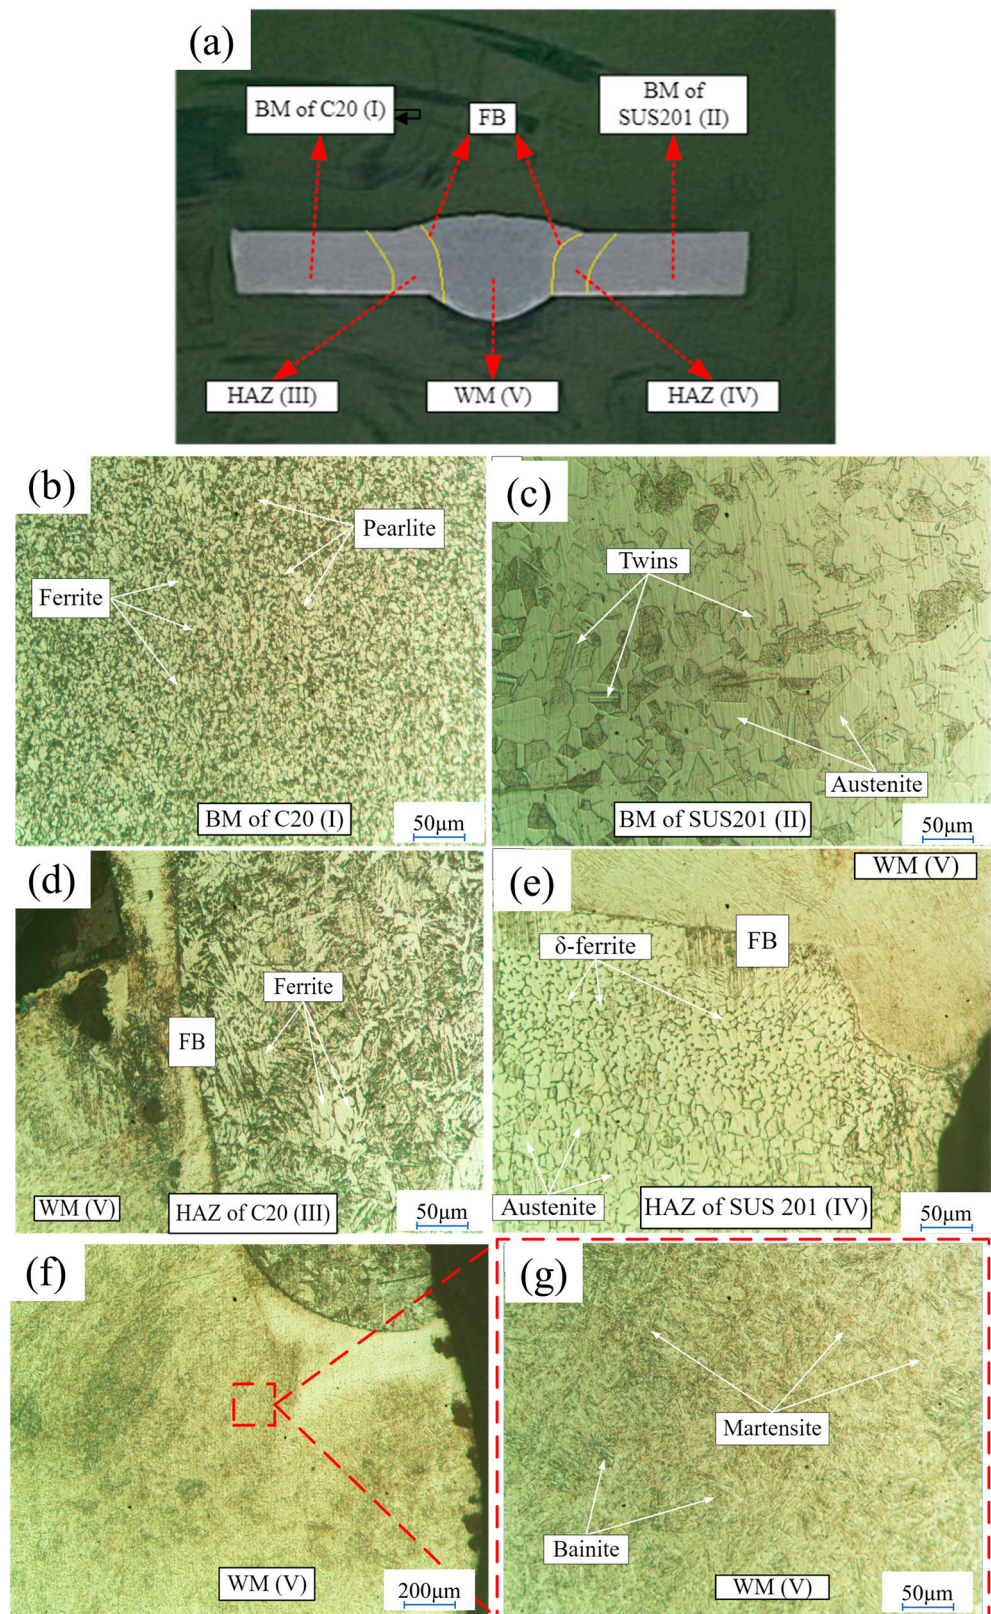 (a)
BM of C20 (I)
FB
BM of
SUS201 (II)
HAZ (III)
WM (V)
HAZ (IV)
(b)
Pearlite
Ferrite
BM of C20 (I)
50μm
(c)
Twins
Austenite
BM of SUS201 (II)
50μm
(d)
Ferrite
FB
WM (V)
HAZ of C20 (III)
50μm
(e)
WM (V)
δ-ferrite
FB
Austenite
HAZ of SUS 201 (IV)
50μm
(f)
WM (V)
200μm
(g)
Martensite
Bainite
WM (V)
50μm